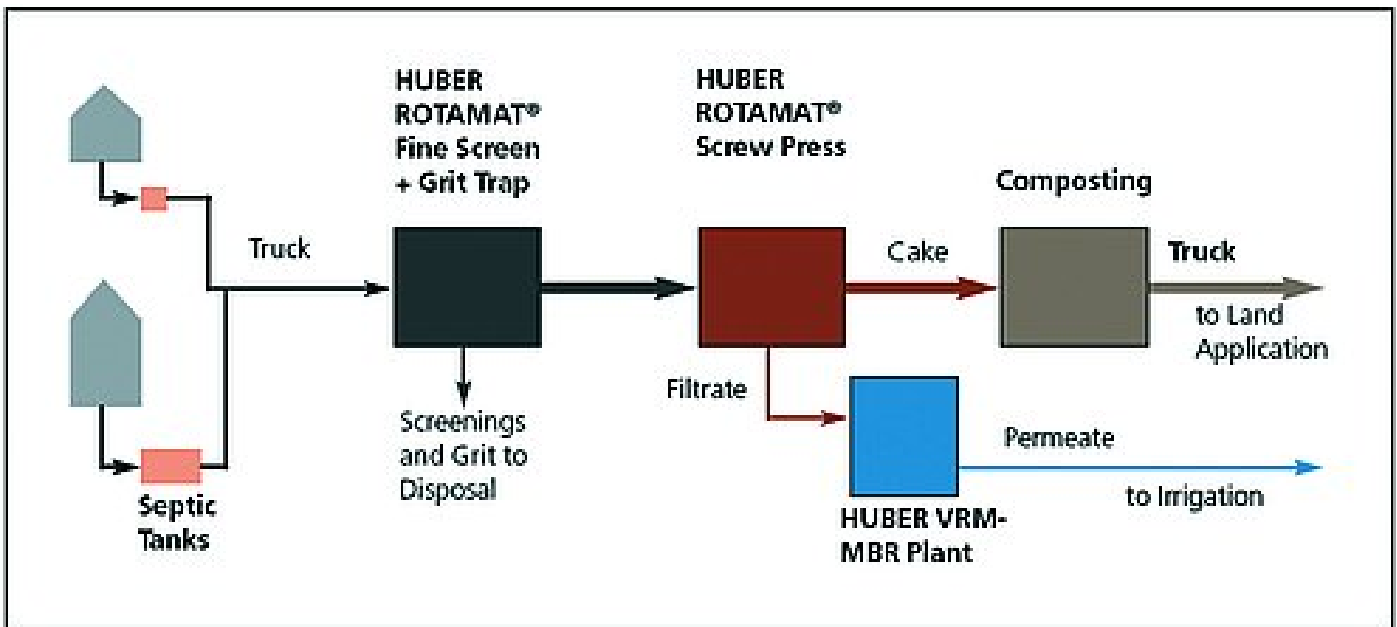 HUBER
ROTAMAT®
Fine Screen
+ Grit Trap
HUBER
ROTAMAT®
Screw Press
Composting
Truck
Cake
Truck
to Land
Application
Filtrate
Screenings
and Grit to
Disposal
Permeate
to Irrigation
Septic
Tanks
HUBER VRM-
MBR Plant